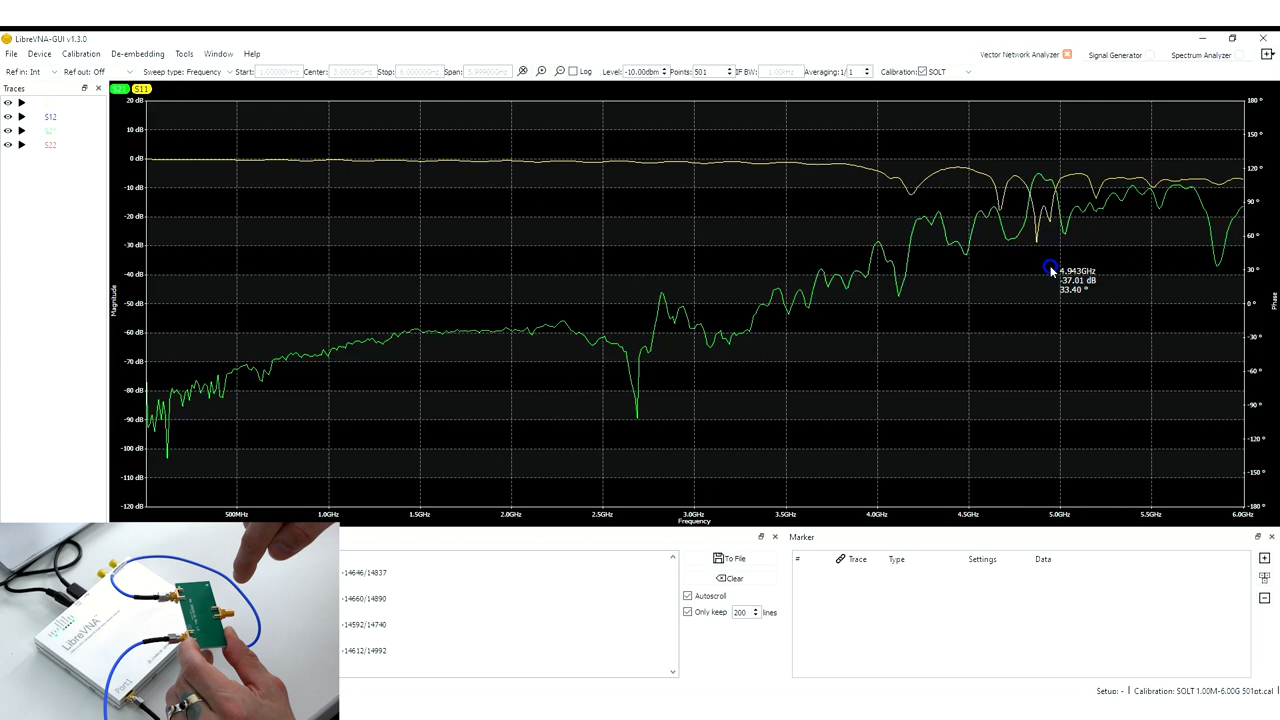 LibreVNA-GUI v1.3.0
File Device Calibration De-embedding Tools Window Help
Vector Network Analyzer Signal Generator Spectrum Analyzer
Ref in: Int Ref out: Off Sweep type: Frequency Start: Center: Stop: Span: Log Level: -10.00dbm Points: 501 IF BW: Averaging: 1/ 1 Calibration: SOLT
Traces
S21 S11
S12
S21
S22
20 dB
10 dB
0 dB
-10 dB
-20 dB
-30 dB
-40 dB
-50 dB
-60 dB
-70 dB
-80 dB
-90 dB
-100 dB
-110 dB
-120 dB
Magnitude
180 °
150 °
120 °
90 °
60 °
30 °
0 °
-30 °
-60 °
-90 °
-120 °
-150 °
-180 °
Phase
4.943GHz
-37.01 dB
33.40 °
500MHz 1.0GHz 1.5GHz 2.0GHz 2.5GHz 3.0GHz 3.5GHz 4.0GHz 4.5GHz 5.0GHz 5.5GHz 6.0GHz
Frequency
-14646/14837
-14660/14890
-14592/14740
-14612/14992
To File
Clear
Autoscroll
Only keep 200 lines
Marker
# Trace Type Settings Data
LibreVNA
Port1
Setup: - | Calibration: SOLT 1.00M-6.00G 501pt.cal